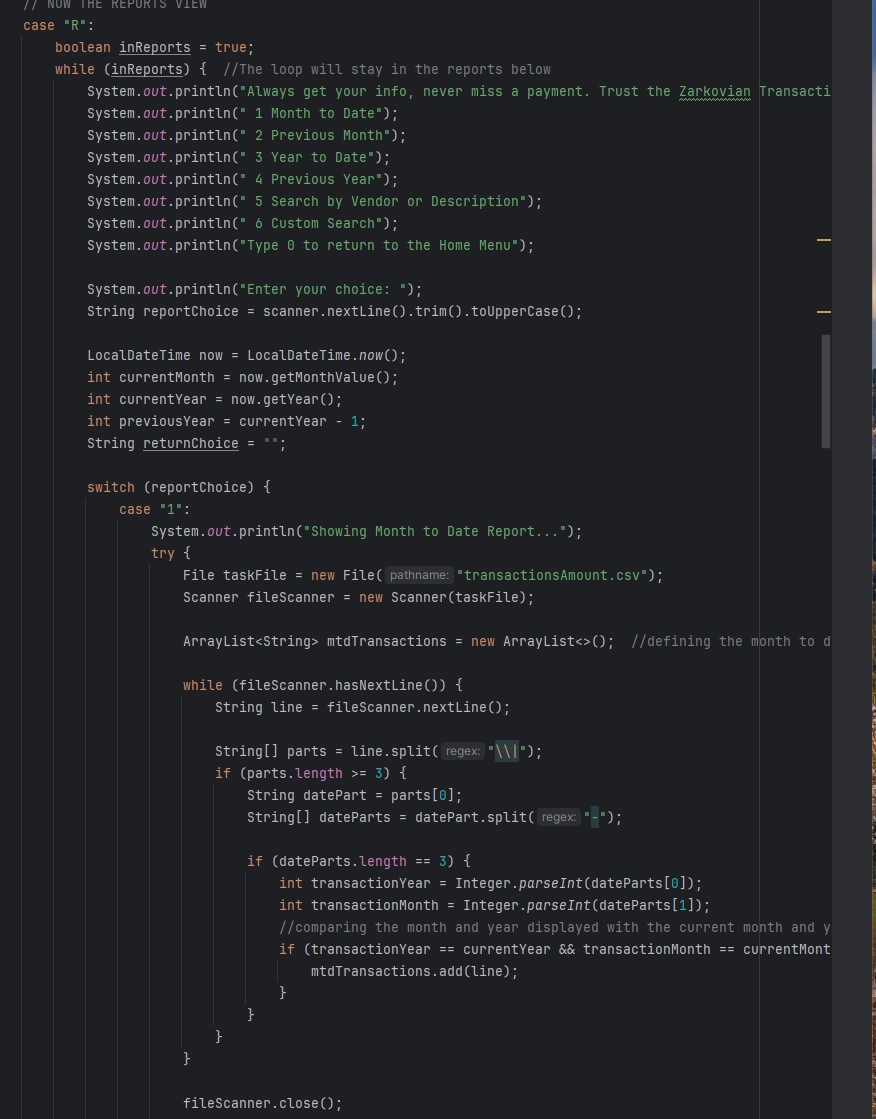 // NOW THE REPORTS VIEW
case "R":
    boolean inReports = true;
    while (inReports) {  //The loop will stay in the reports below
        System.out.println("Always get your info, never miss a payment. Trust the Zarkovian Transacti
        System.out.println(" 1 Month to Date");
        System.out.println(" 2 Previous Month");
        System.out.println(" 3 Year to Date");
        System.out.println(" 4 Previous Year");
        System.out.println(" 5 Search by Vendor or Description");
        System.out.println(" 6 Custom Search");
        System.out.println("Type 0 to return to the Home Menu");
        System.out.println("Enter your choice: ");
        String reportChoice = scanner.nextLine().trim().toUpperCase();
        LocalDateTime now = LocalDateTime.now();
        int currentMonth = now.getMonthValue();
        int currentYear = now.getYear();
        int previousYear = currentYear - 1;
        String returnChoice = "";
        switch (reportChoice) {
            case "1":
                System.out.println("Showing Month to Date Report...");
                try {
                    File taskFile = new File( pathname: "transactionsAmount.csv");
                    Scanner fileScanner = new Scanner(taskFile);
                    ArrayList<String> mtdTransactions = new ArrayList<>();  //defining the month to d
                    while (fileScanner.hasNextLine()) {
                        String line = fileScanner.nextLine();
                        String[] parts = line.split( regex: "\\|");
                        if (parts.length >= 3) {
                            String datePart = parts[0];
                            String[] dateParts = datePart.split( regex: "-");
                            if (dateParts.length == 3) {
                                int transactionYear = Integer.parseInt(dateParts[0]);
                                int transactionMonth = Integer.parseInt(dateParts[1]);
                                //comparing the month and year displayed with the current month and y
                                if (transactionYear == currentYear && transactionMonth == currentMont
                                    mtdTransactions.add(line);
                                }
                            }
                        }
                    }
                    fileScanner.close();